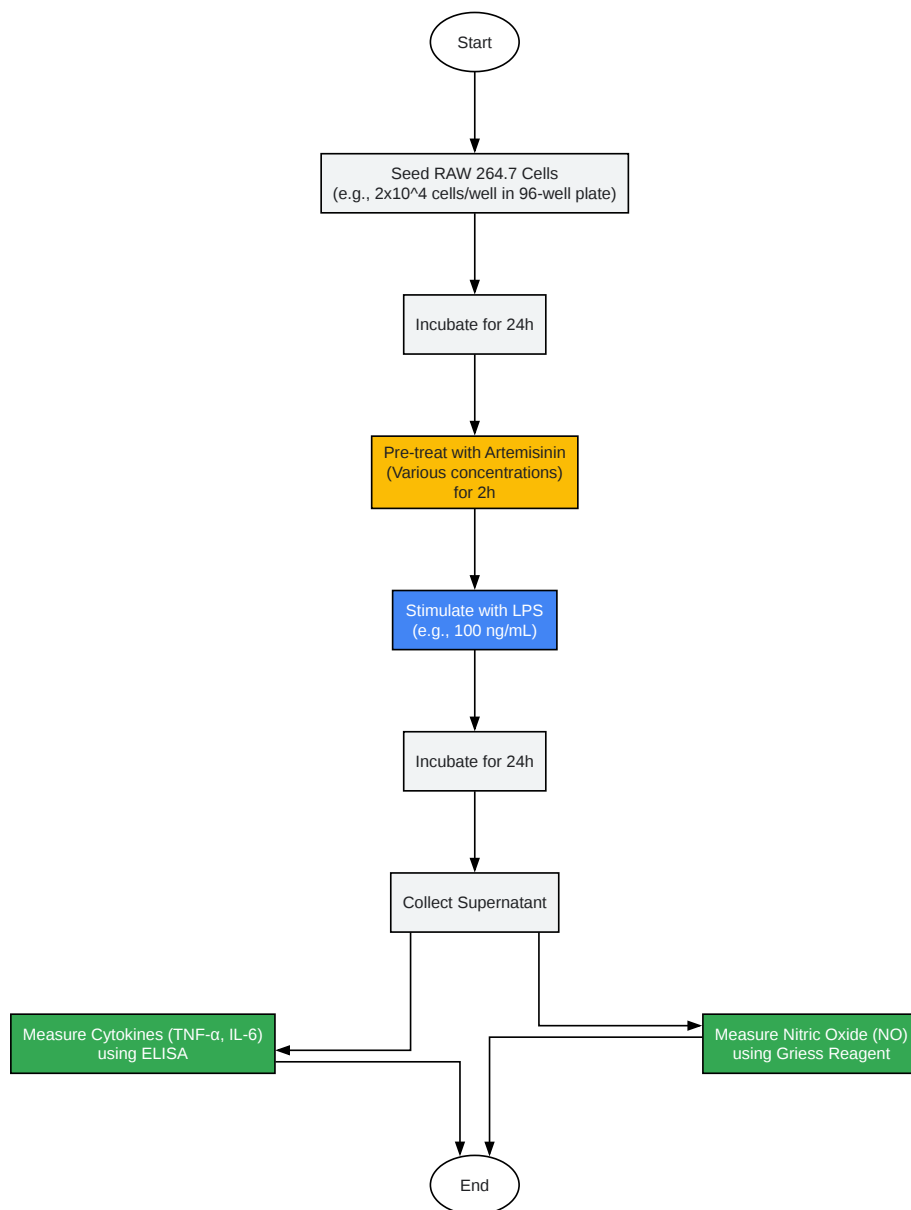 Start
Seed RAW 264.7 Cells
(e.g., 2x10^4 cells/well in 96-well plate)
Incubate for 24h
Pre-treat with Artemisinin
(Various concentrations)
for 2h
Stimulate with LPS
(e.g., 100 ng/mL)
Incubate for 24h
Collect Supernatant
Measure Cytokines (TNF-α, IL-6)
using ELISA
Measure Nitric Oxide (NO)
using Griess Reagent
End